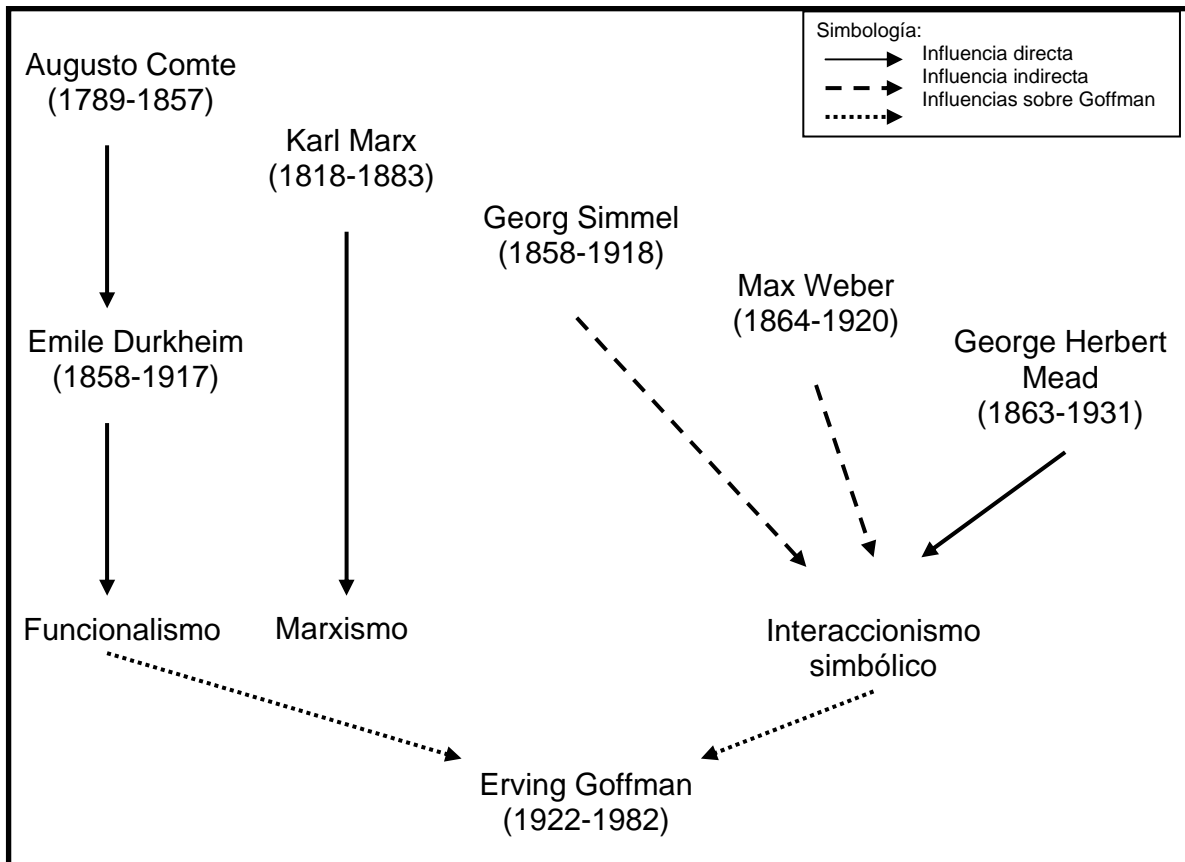 Simbología:
Influencia directa
Influencia indirecta
Influencias sobre Goffman
Augusto Comte
(1789-1857)
Karl Marx
(1818-1883)
Georg Simmel
(1858-1918)
Max Weber
(1864-1920)
George Herbert
Mead
(1863-1931)
Emile Durkheim
(1858-1917)
Funcionalismo
Marxismo
Interaccionismo
simbólico
Erving Goffman
(1922-1982)